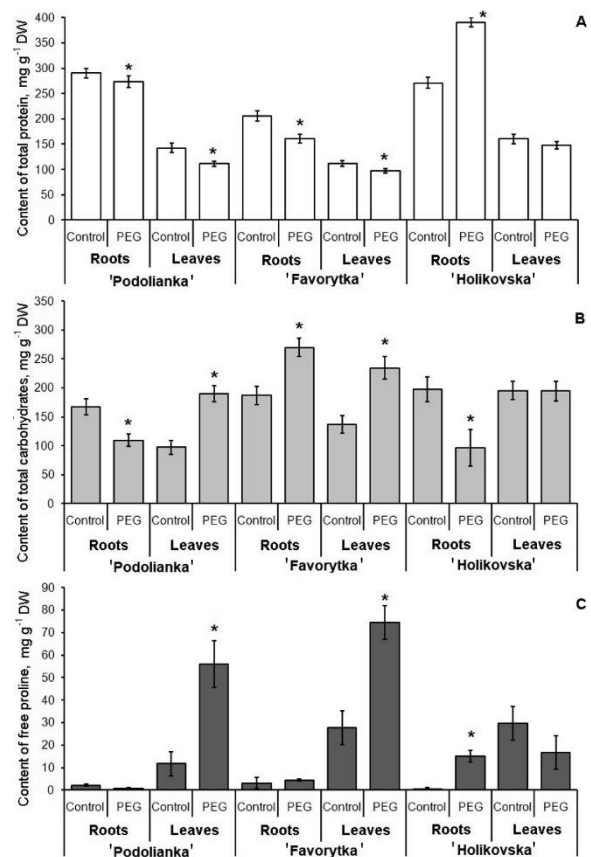 A
Content of total protein, mg g-1 DW
400
350
300
250
200
150
100
50
0
* * * * *
Control PEG Control PEG Control PEG Control PEG Control PEG Control PEG
Roots Leaves Roots Leaves Roots Leaves
'Podolianka' 'Favorytka' 'Holikovska'
B
Content of total carbohydrates, mg g-1 DW
350
300
250
200
150
100
50
0
* * * * *
Control PEG Control PEG Control PEG Control PEG Control PEG Control PEG
Roots Leaves Roots Leaves Roots Leaves
'Podolianka' 'Favorytka' 'Holikovska'
C
Content of free proline, mg g-1 DW
90
80
70
60
50
40
30
20
10
0
* * *
Control PEG Control PEG Control PEG Control PEG Control PEG Control PEG
Roots Leaves Roots Leaves Roots Leaves
'Podolianka' 'Favorytka' 'Holikovska'